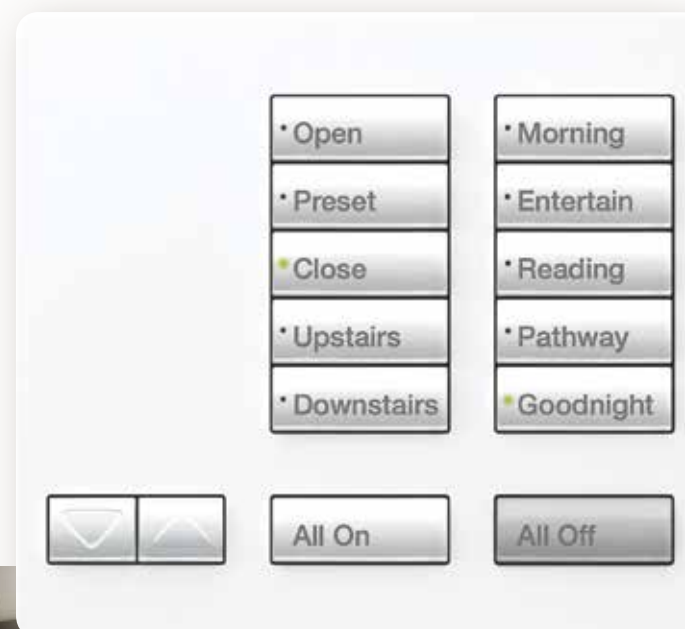 Open
Preset
Close
Upstairs
Downstairs
Morning
Entertain
Reading
Pathway
Goodnight
All On
All Off